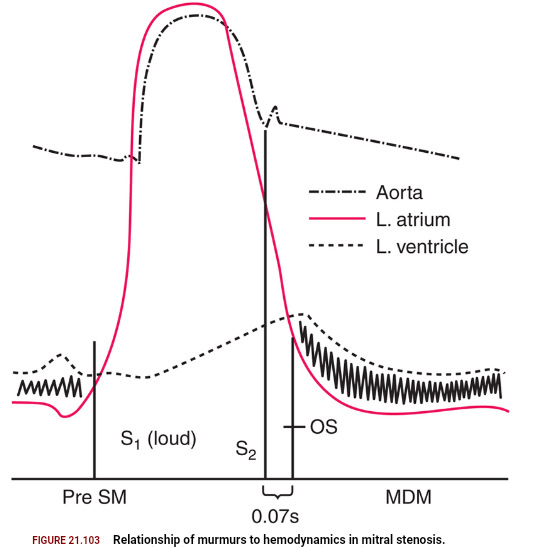 Aorta
L. atrium
L. ventricle
S1 (loud)
S2
OS
Pre SM
MDM
0.07s
FIGURE 21.103 Relationship of murmurs to hemodynamics in mitral stenosis.